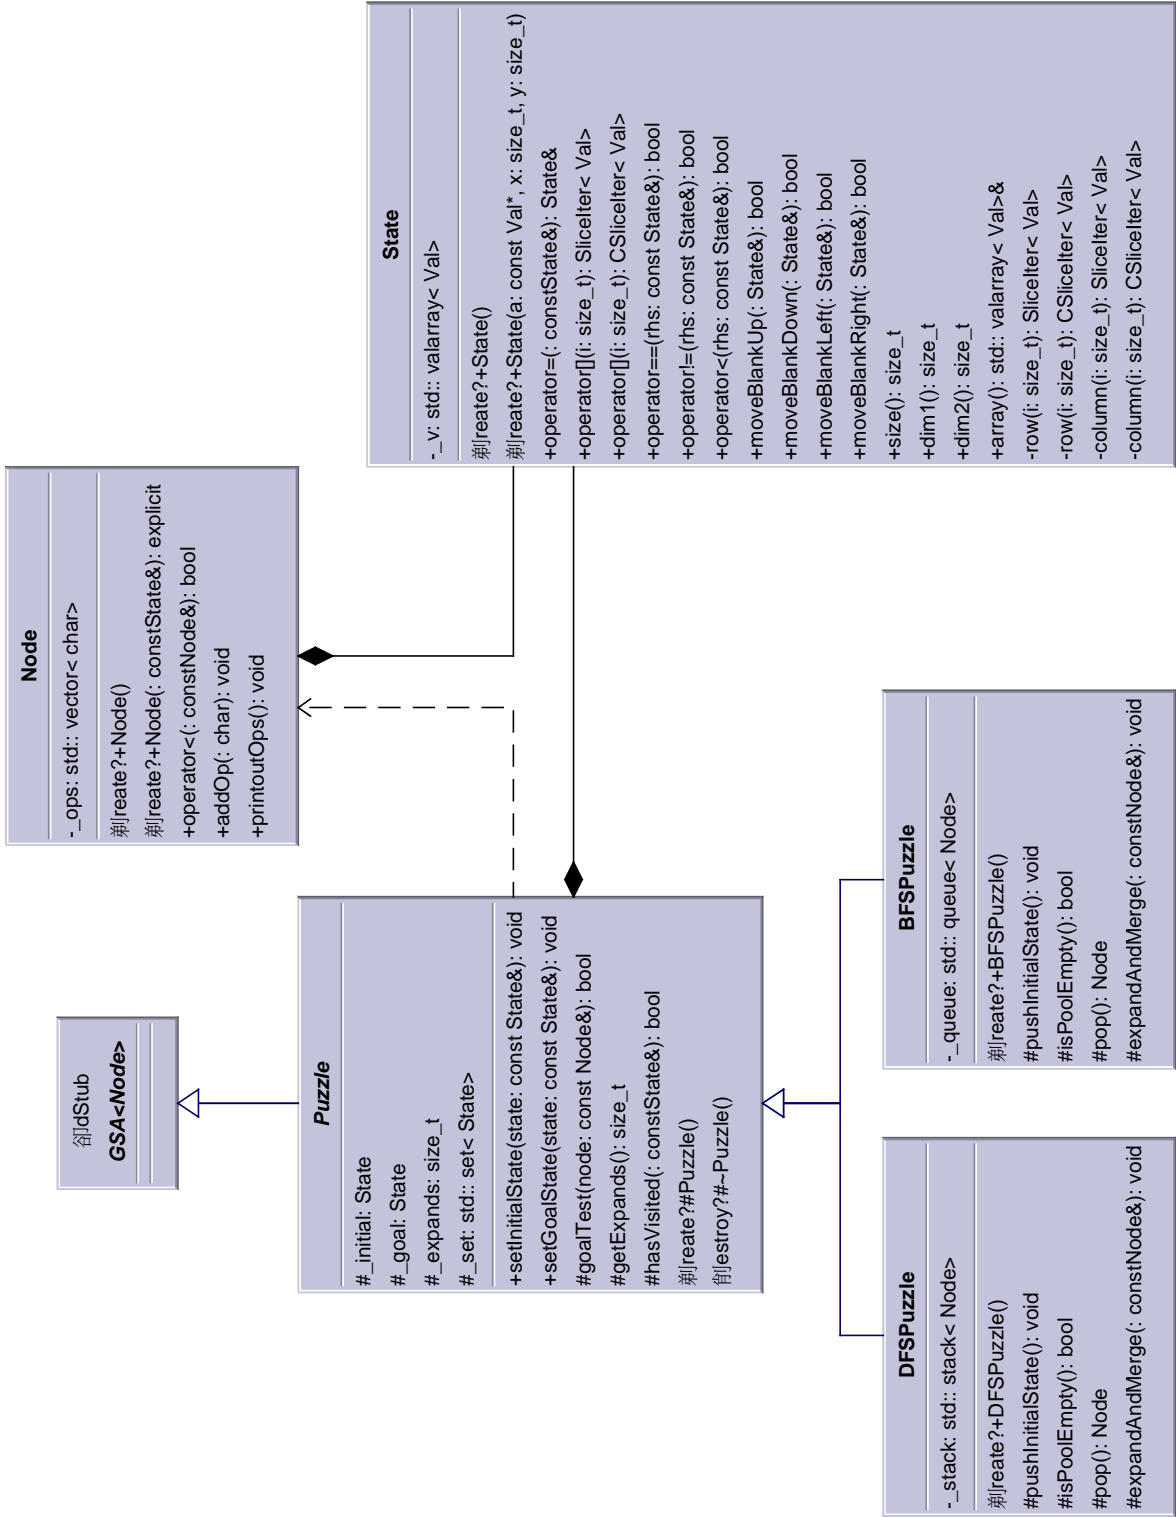 卻dStub
GSA<Node>
Node
-_ops: std:: vector< char>
剃reate?+Node()
剃reate?+Node(: constState&): explicit
+operator<(: constNode&): bool
+addOp(: char): void
+printoutOps(): void
Puzzle
#_initial: State
#_goal: State
#_expands: size_t
#_set: std:: set< State>
+setInitialState(state: const State&): void
+setGoalState(state: const State&): void
#goalTest(node: const Node&): bool
#getExpands(): size_t
#hasVisited(: constState&): bool
剃reate?#Puzzle()
削estroy?#~Puzzle()
State
-_v: std:: valarray< Val>
剃reate?+State()
剃reate?+State(a: const Val*, x: size_t, y: size_t)
+operator=(: constState&): State&
+operator[](i: size_t): SliceIter< Val>
+operator[](i: size_t): CSliceIter< Val>
+operator==(rhs: const State&): bool
+operator!=(rhs: const State&): bool
+operator<(rhs: const State&): bool
+moveBlankUp(: State&): bool
+moveBlankDown(: State&): bool
+moveBlankLeft(: State&): bool
+moveBlankRight(: State&): bool
+size(): size_t
+dim1(): size_t
+dim2(): size_t
+array(): std:: valarray< Val>&
-row(i: size_t): SliceIter< Val>
-row(i: size_t): CSliceIter< Val>
-column(i: size_t): SliceIter< Val>
-column(i: size_t): CSliceIter< Val>
DFSPuzzle
-_stack: std:: stack< Node>
剃reate?+DFSPuzzle()
#pushInitialState(): void
#isPoolEmpty(): bool
#pop(): Node
#expandAndMerge(: constNode&): void
BFSPuzzle
-_queue: std:: queue< Node>
剃reate?+BFSPuzzle()
#pushInitialState(): void
#isPoolEmpty(): bool
#pop(): Node
#expandAndMerge(: constNode&): void